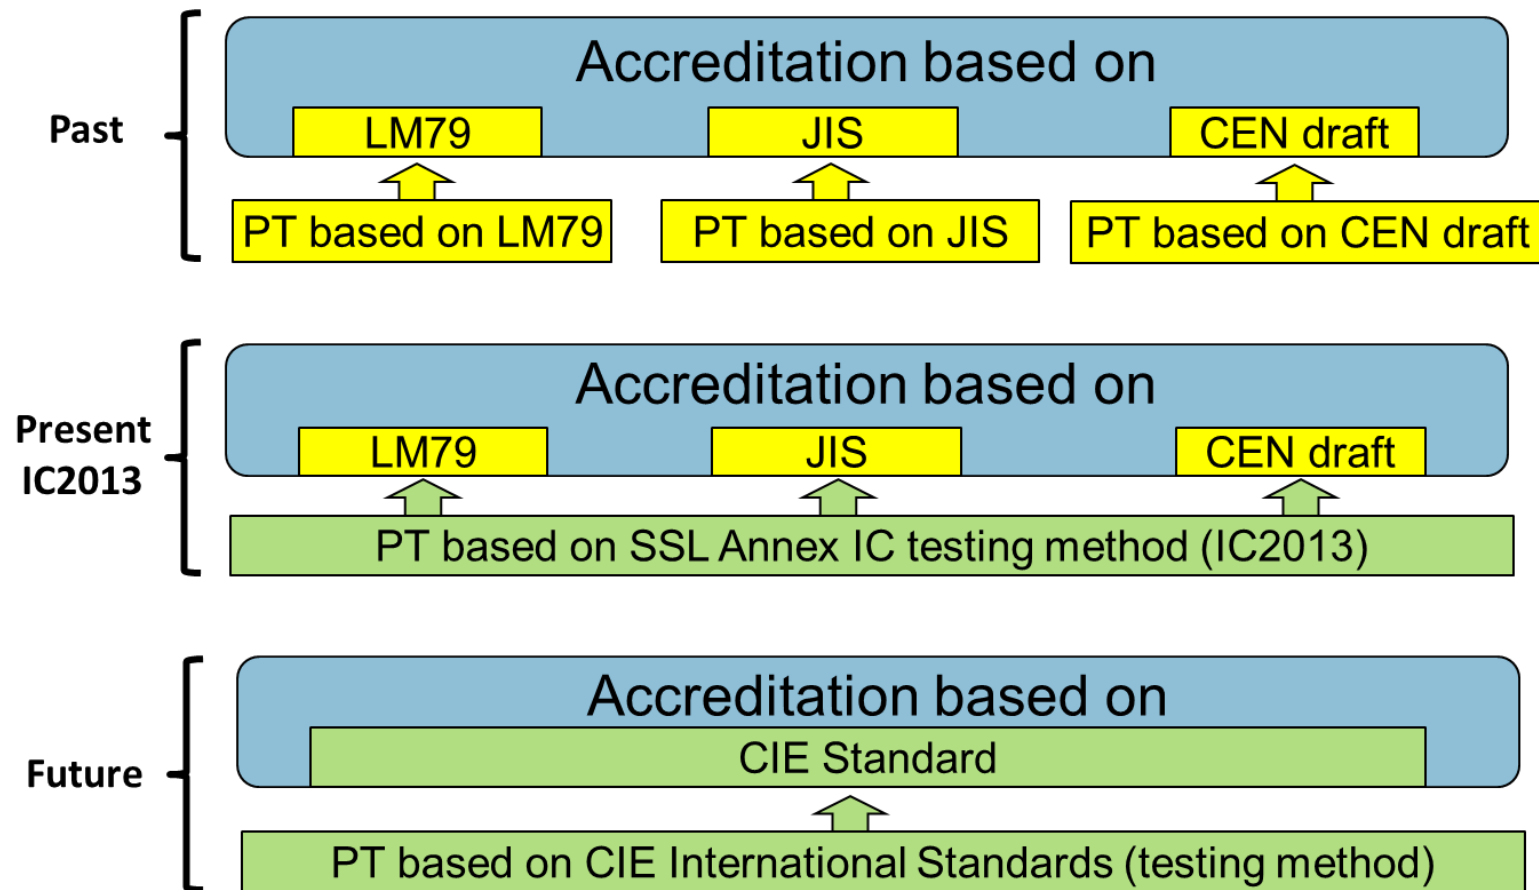 Past
Accreditation based on
LM79
JIS
CEN draft
PT based on LM79
PT based on JIS
PT based on CEN draft
Present
IC2013
Accreditation based on
LM79
JIS
CEN draft
PT based on SSL Annex IC testing method (IC2013)
Future
Accreditation based on
CIE Standard
PT based on CIE International Standards (testing method)